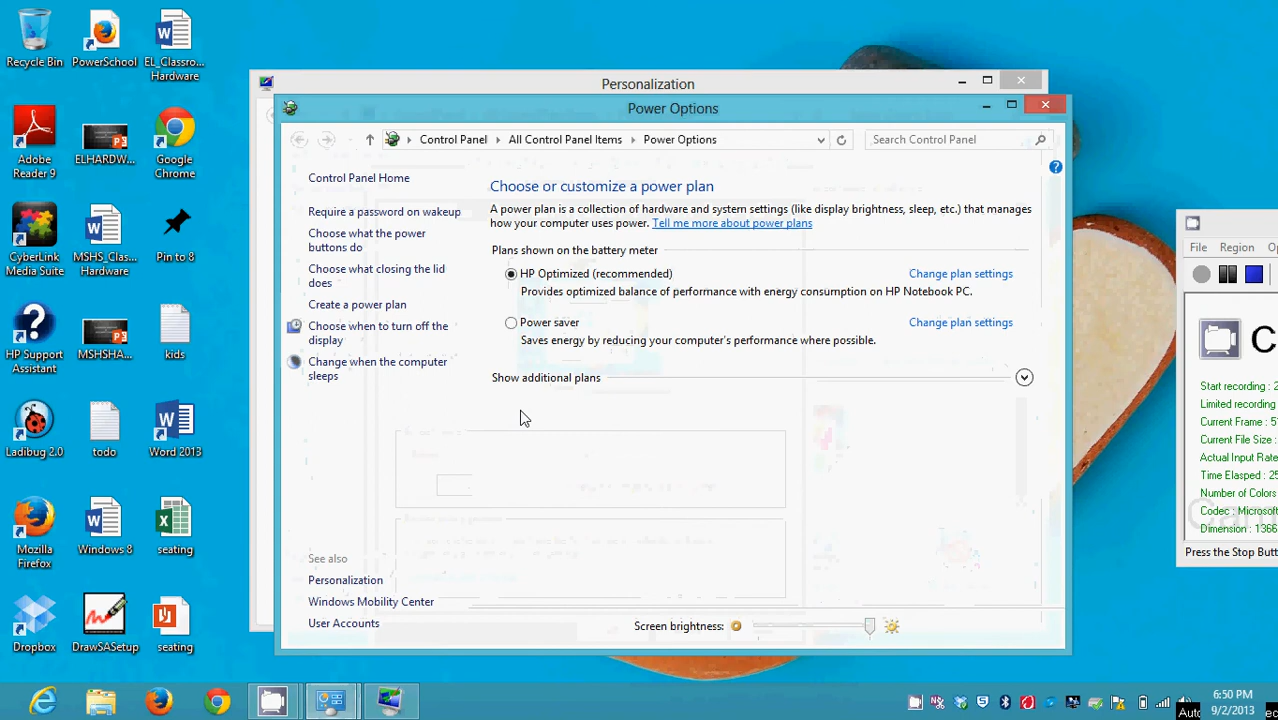 Recycle Bin
PowerSchool
EL_Classro...
Hardware
Adobe
Reader 9
ELHARDW...
Google
Chrome
CyberLink
Media Suite
MSHS_Clas...
Hardware
Pin to 8
HP Support
Assistant
MSHSHA...
kids
Ladibug 2.0
todo
Word 2013
Mozilla
Firefox
Windows 8
seating
Dropbox
DrawSASetup
seating
Personalization
Power Options
Control Panel
All Control Panel Items
Power Options
Search Control Panel
Control Panel Home
Require a password on wakeup
Choose what the power
buttons do
Choose what closing the lid
does
Create a power plan
Choose when to turn off the
display
Change when the computer
sleeps
See also
Personalization
Windows Mobility Center
User Accounts
Choose or customize a power plan
A power plan is a collection of hardware and system settings (like display brightness, sleep, etc.) that manages
how your computer uses power. Tell me more about power plans
Plans shown on the battery meter
HP Optimized (recommended)
Change plan settings
Provides optimized balance of performance with energy consumption on HP Notebook PC.
Power saver
Change plan settings
Saves energy by reducing your computer's performance where possible.
Show additional plans
Screen brightness:
File Region
Start recording : 2
Limited recording
Current Frame : 5
Current File Size :
Actual Input Rate
Time Elasped : 25
Number of Colors
Codec : Microsoft
Dimension : 1366
Press the Stop Butt
6:50 PM
9/2/2013